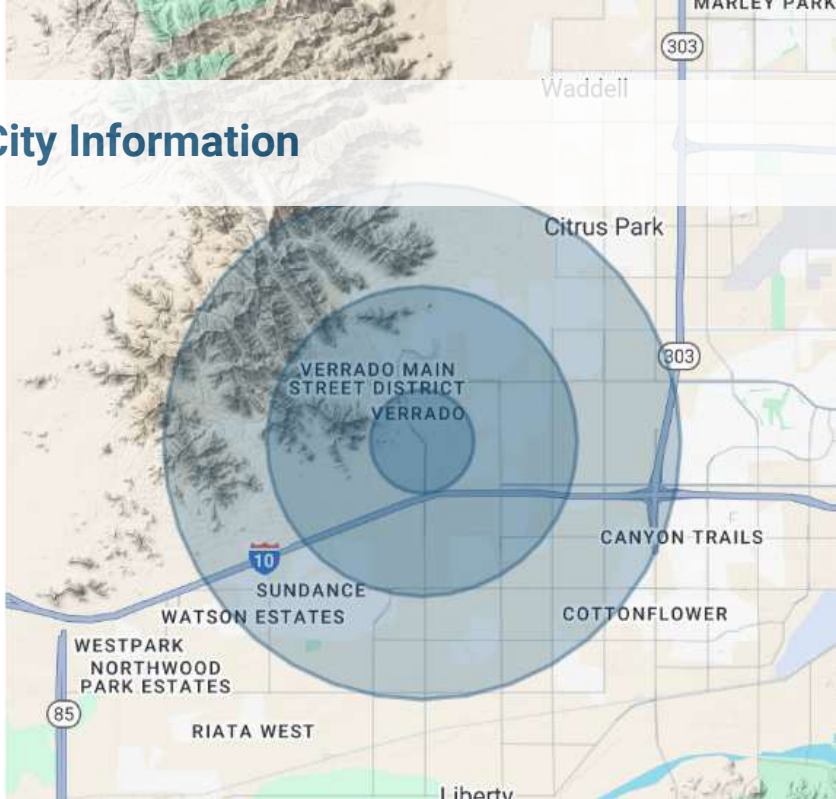 MARLEY PARK
303
Waddell
City Information
Citrus Park
303
VERRADO MAIN
STREET DISTRICT
VERRADO
10
CANYON TRAILS
SUNDANCE
WATSON ESTATES
COTTONFLOWER
WESTPARK
NORTHWOOD
PARK ESTATES
85
RIATA WEST
Liberty